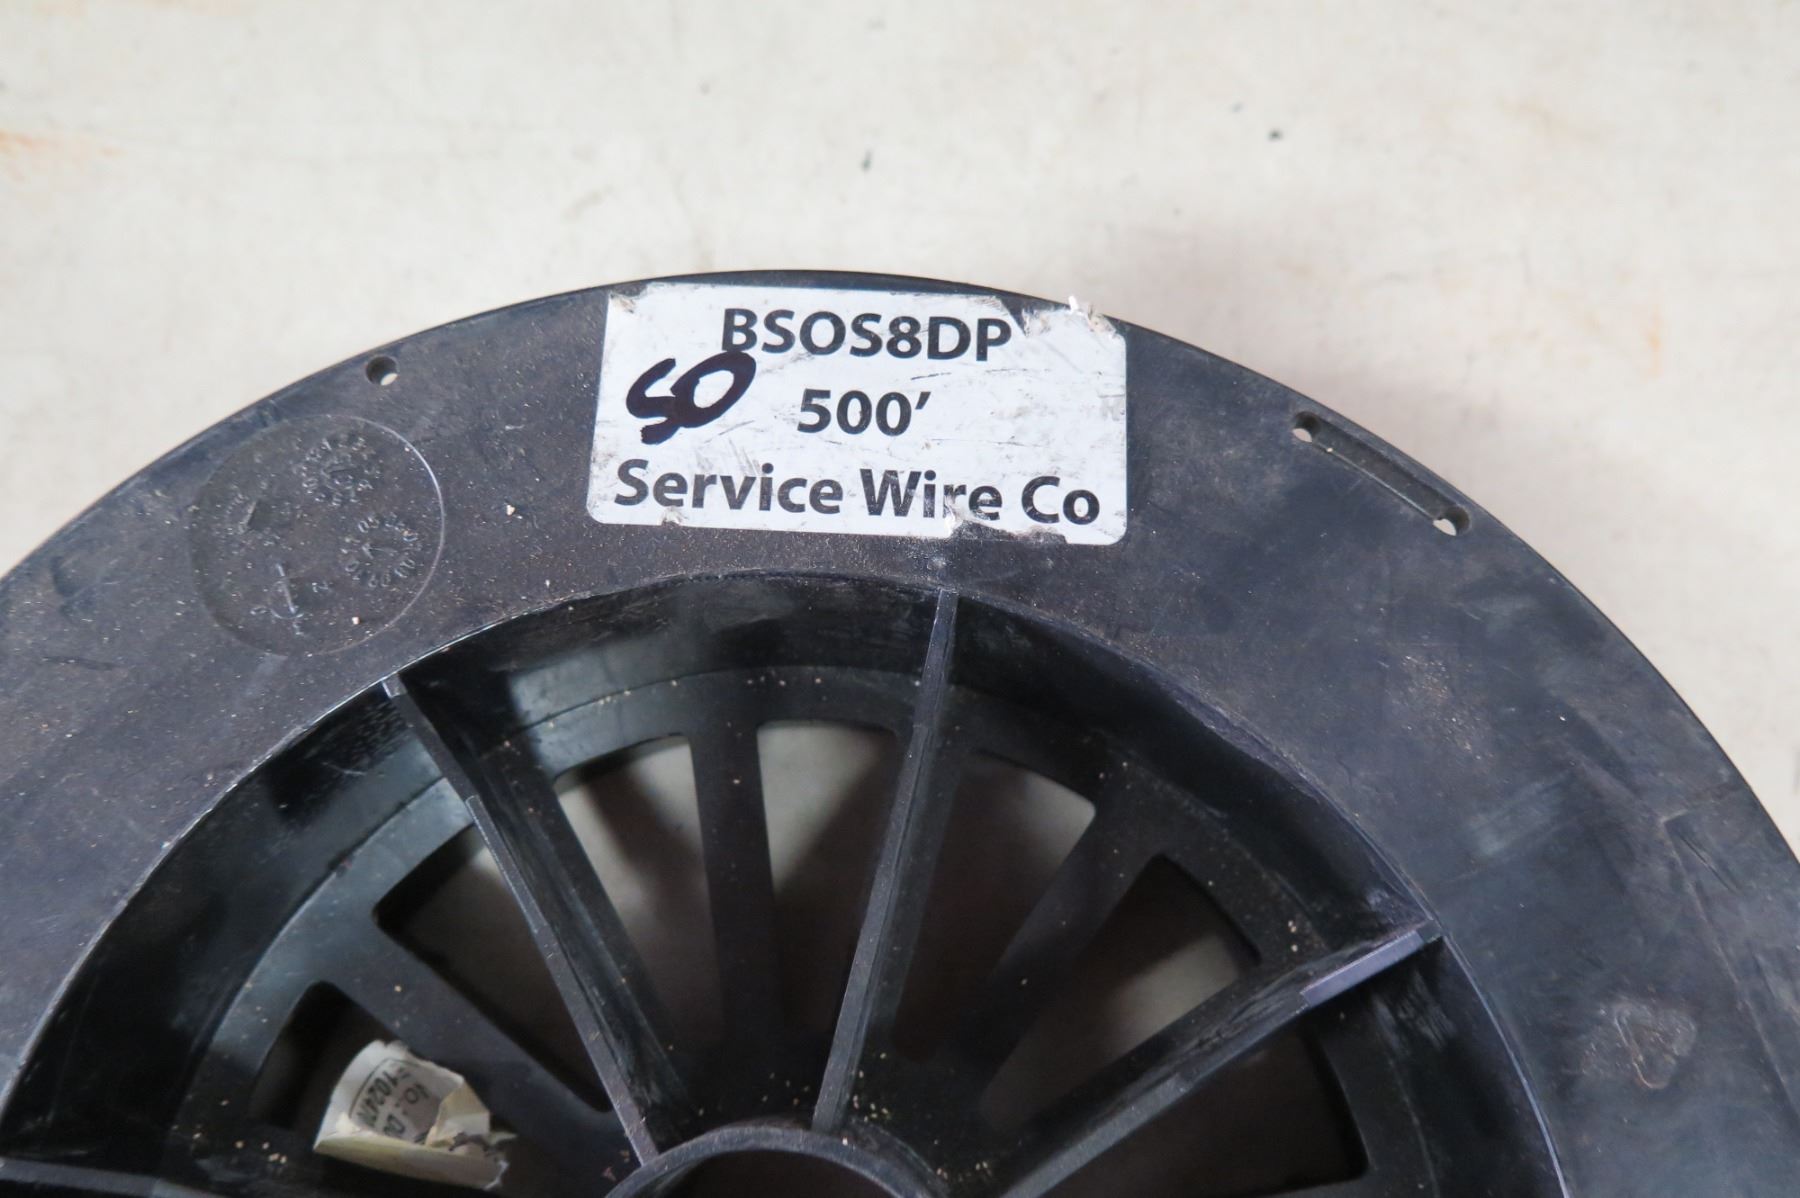 BSOS8DP
50
500'
Service Wire Co